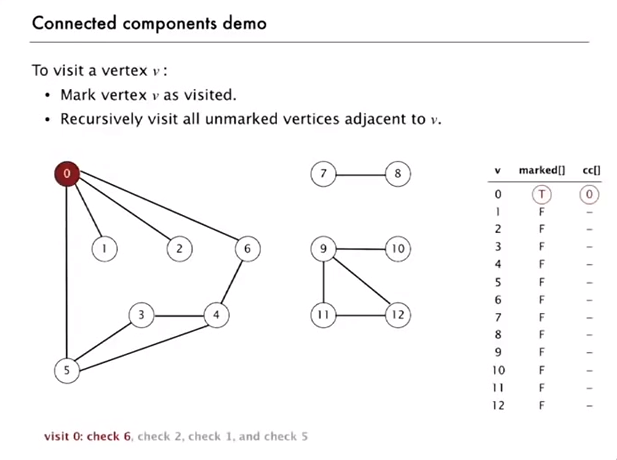 Connected components demo
To visit a vertex v :
• Mark vertex v as visited.
• Recursively visit all unmarked vertices adjacent to v.
0
7 8
1 2 6 9 10
3 4 11 12
5
v marked[] cc[]
0 T 0
1 F –
2 F –
3 F –
4 F –
5 F –
6 F –
7 F –
8 F –
9 F –
10 F –
11 F –
12 F –
visit 0: check 6, check 2, check 1, and check 5